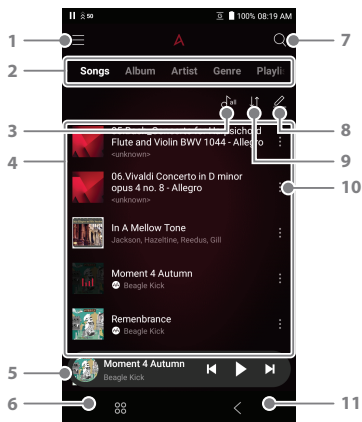 50 100% 08:19 AM
1
7
2
Songs Album Artist Genre Playli
all
3
8
9
4
Flute and Violin BWV 1044 - Allegro
<unknown>
06.Vivaldi Concerto in D minor
opus 4 no. 8 - Allegro
<unknown>
10
In A Mellow Tone
Jackson, Hazeltine, Reedus, Gill
Moment 4 Autumn
Beagle Kick
Remenbrance
Beagle Kick
5
Moment 4 Autumn
Beagle Kick
6
11